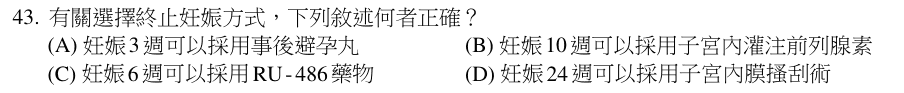 43. 有關選擇終止妊娠方式，下列敘述何者正確？
(A) 妊娠3週可以採用事後避孕丸 (B) 妊娠10週可以採用子宮內灌注前列腺素
(C) 妊娠6週可以採用RU-486藥物 (D) 妊娠24週可以採用子宮內膜搔刮術